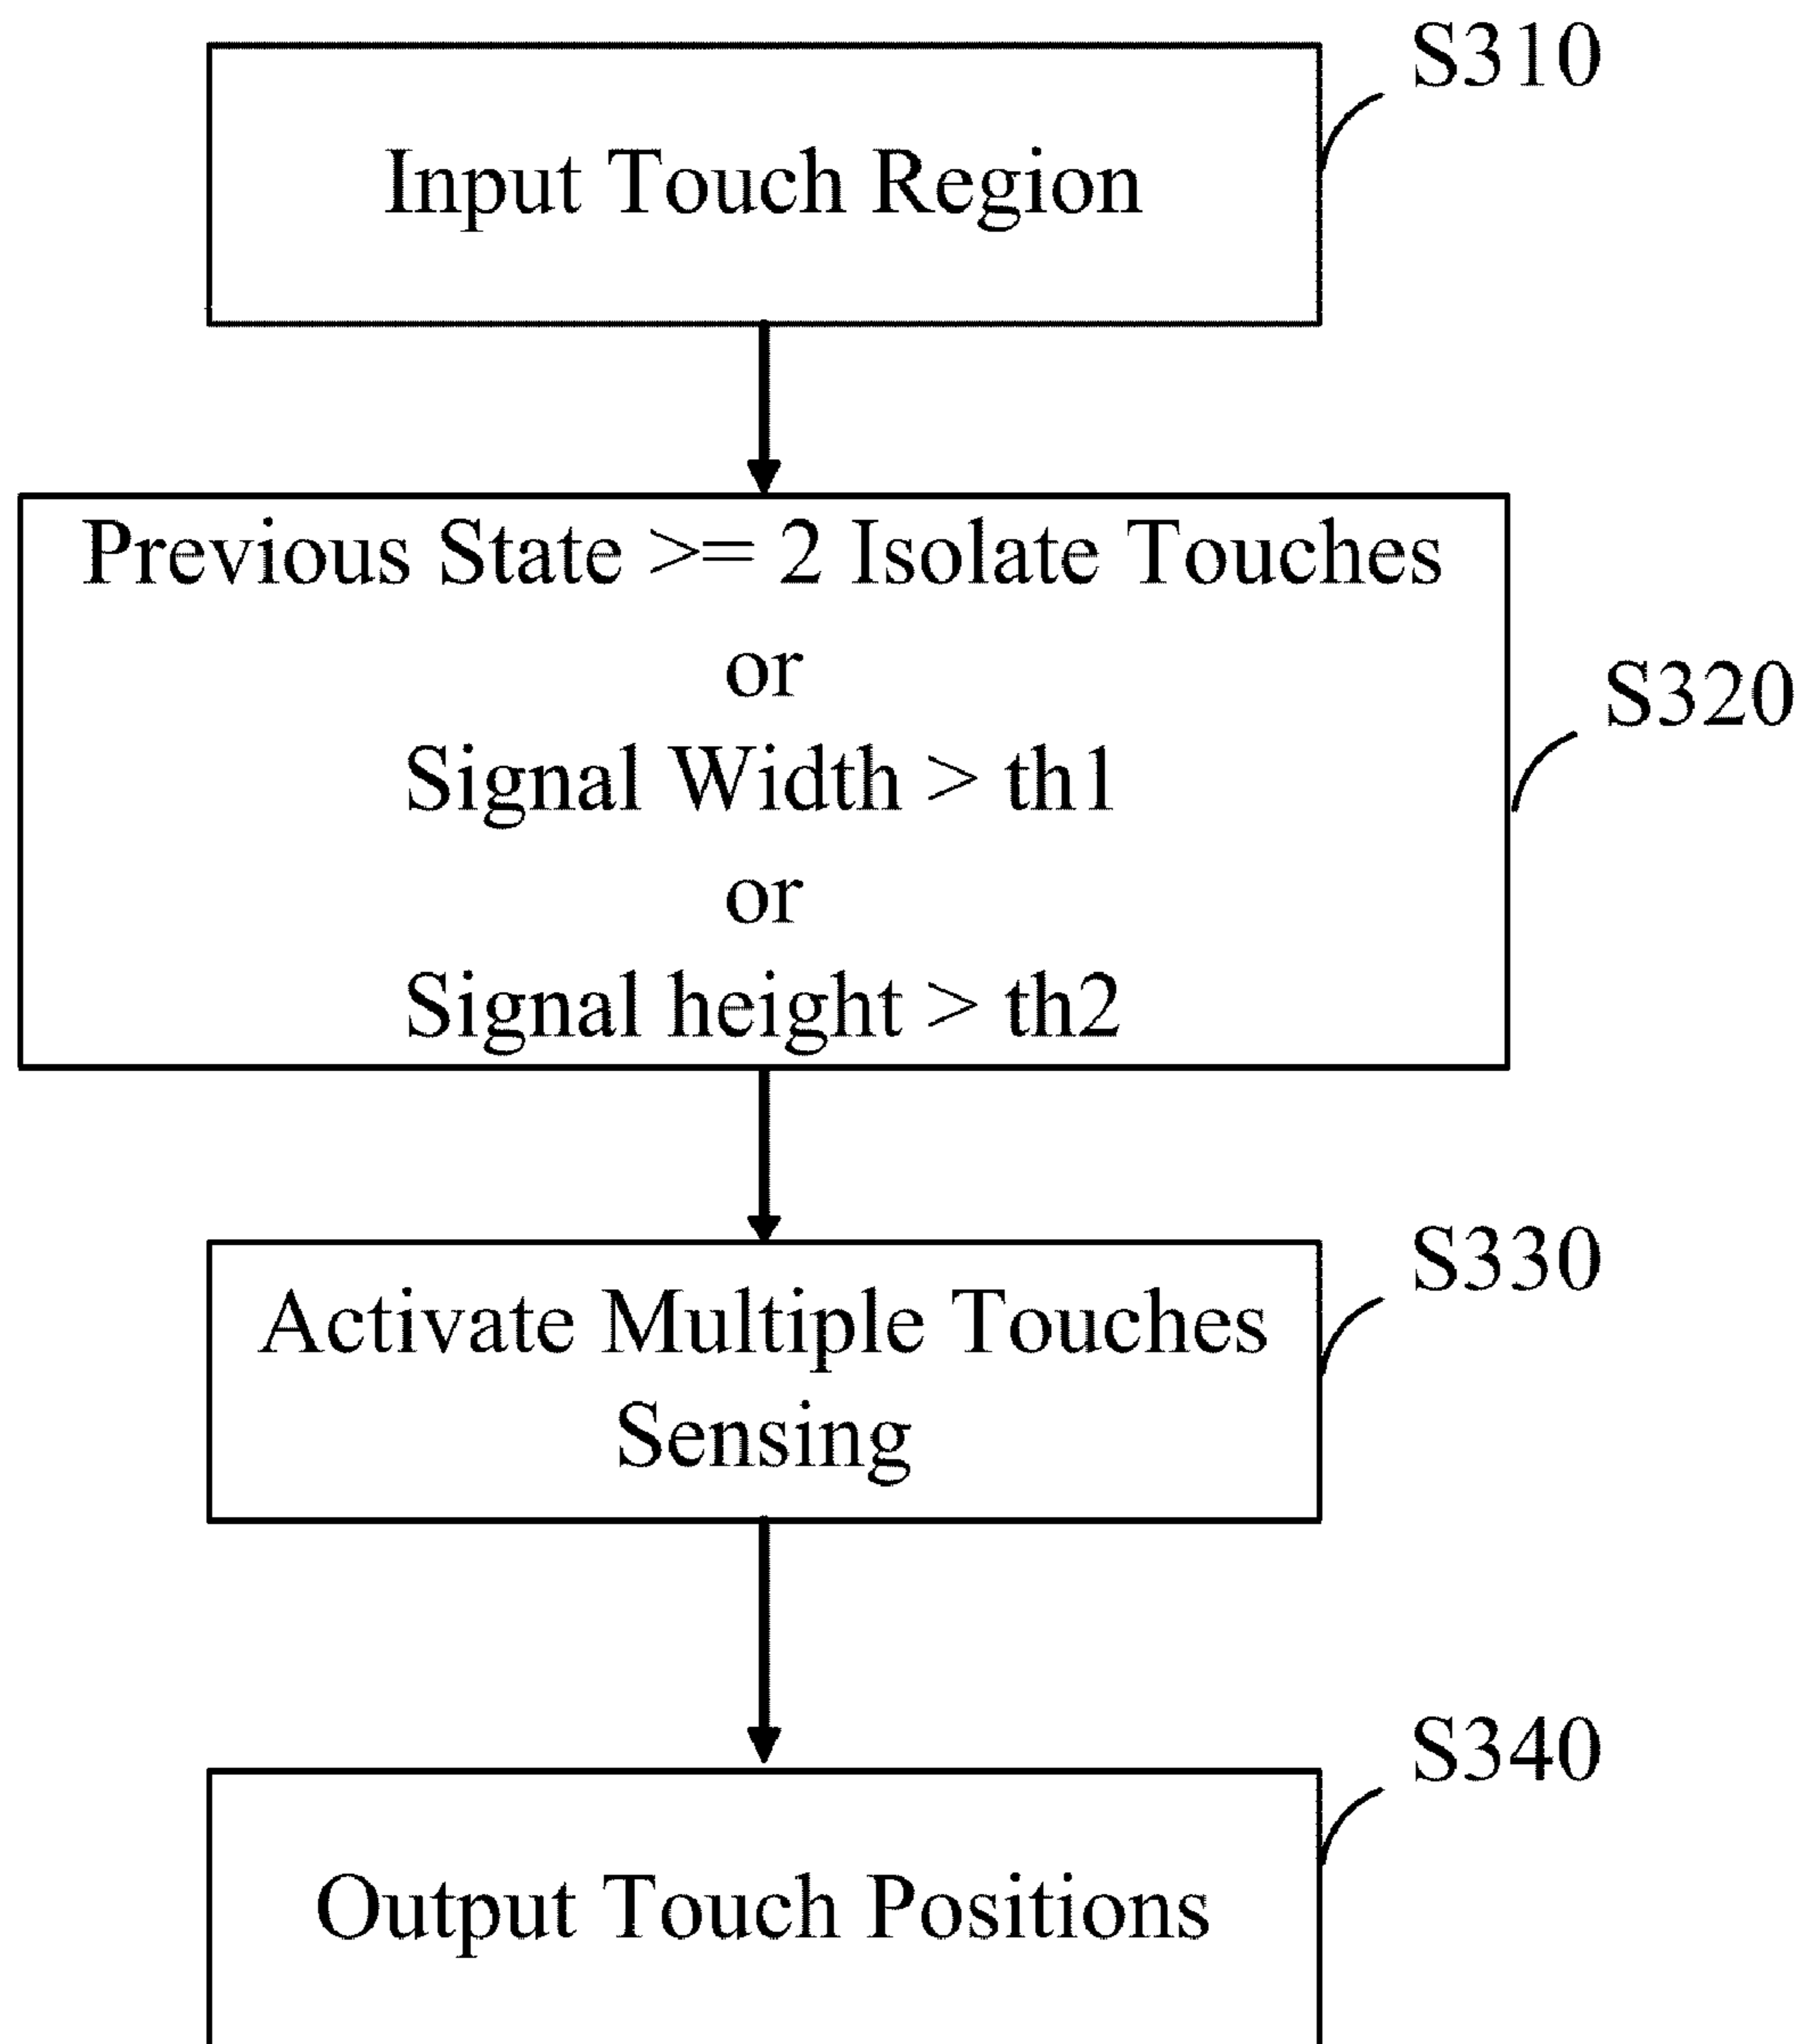 S310
Input Touch Region
Previous State >= 2 Isolate Touches
or
S320
Signal Width > th1
or
Signal height > th2
S330
Activate Multiple Touches
Sensing
S340
Output Touch Positions